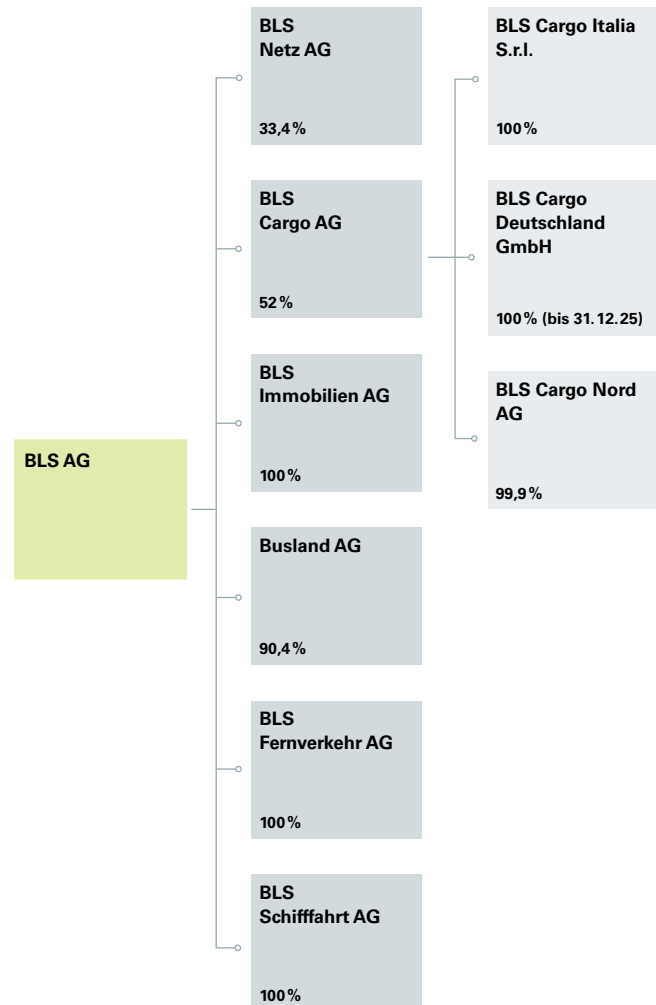 BLS AG
BLS
Netz AG
33,4 %
BLS
Cargo AG
52 %
BLS
Immobilien AG
100 %
Busland AG
90,4 %
BLS
Fernverkehr AG
100 %
BLS
Schifffahrt AG
100 %
BLS Cargo Italia
S.r.l.
100 %
BLS Cargo
Deutschland
GmbH
100 % (bis 31.12.25)
BLS Cargo Nord
AG
99,9 %